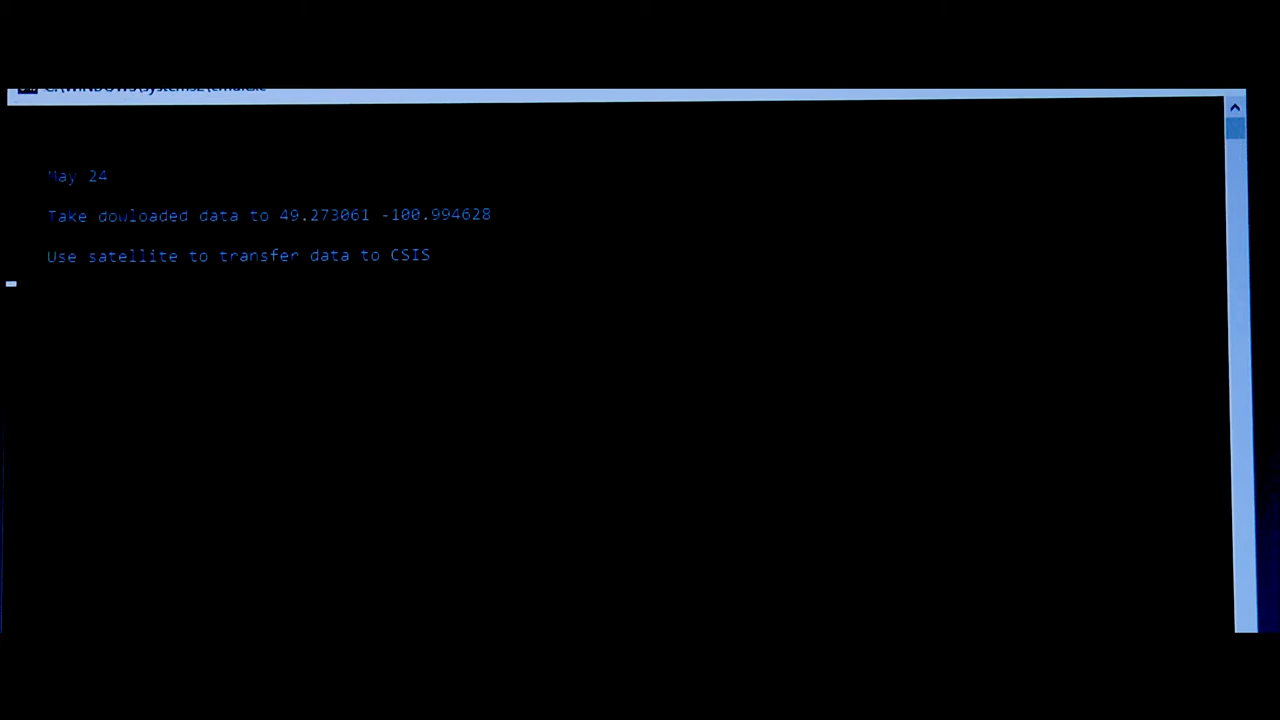 May 24
Take dowloaded data to 49.273061 -100.994628
Use satellite to transfer data to CSIS